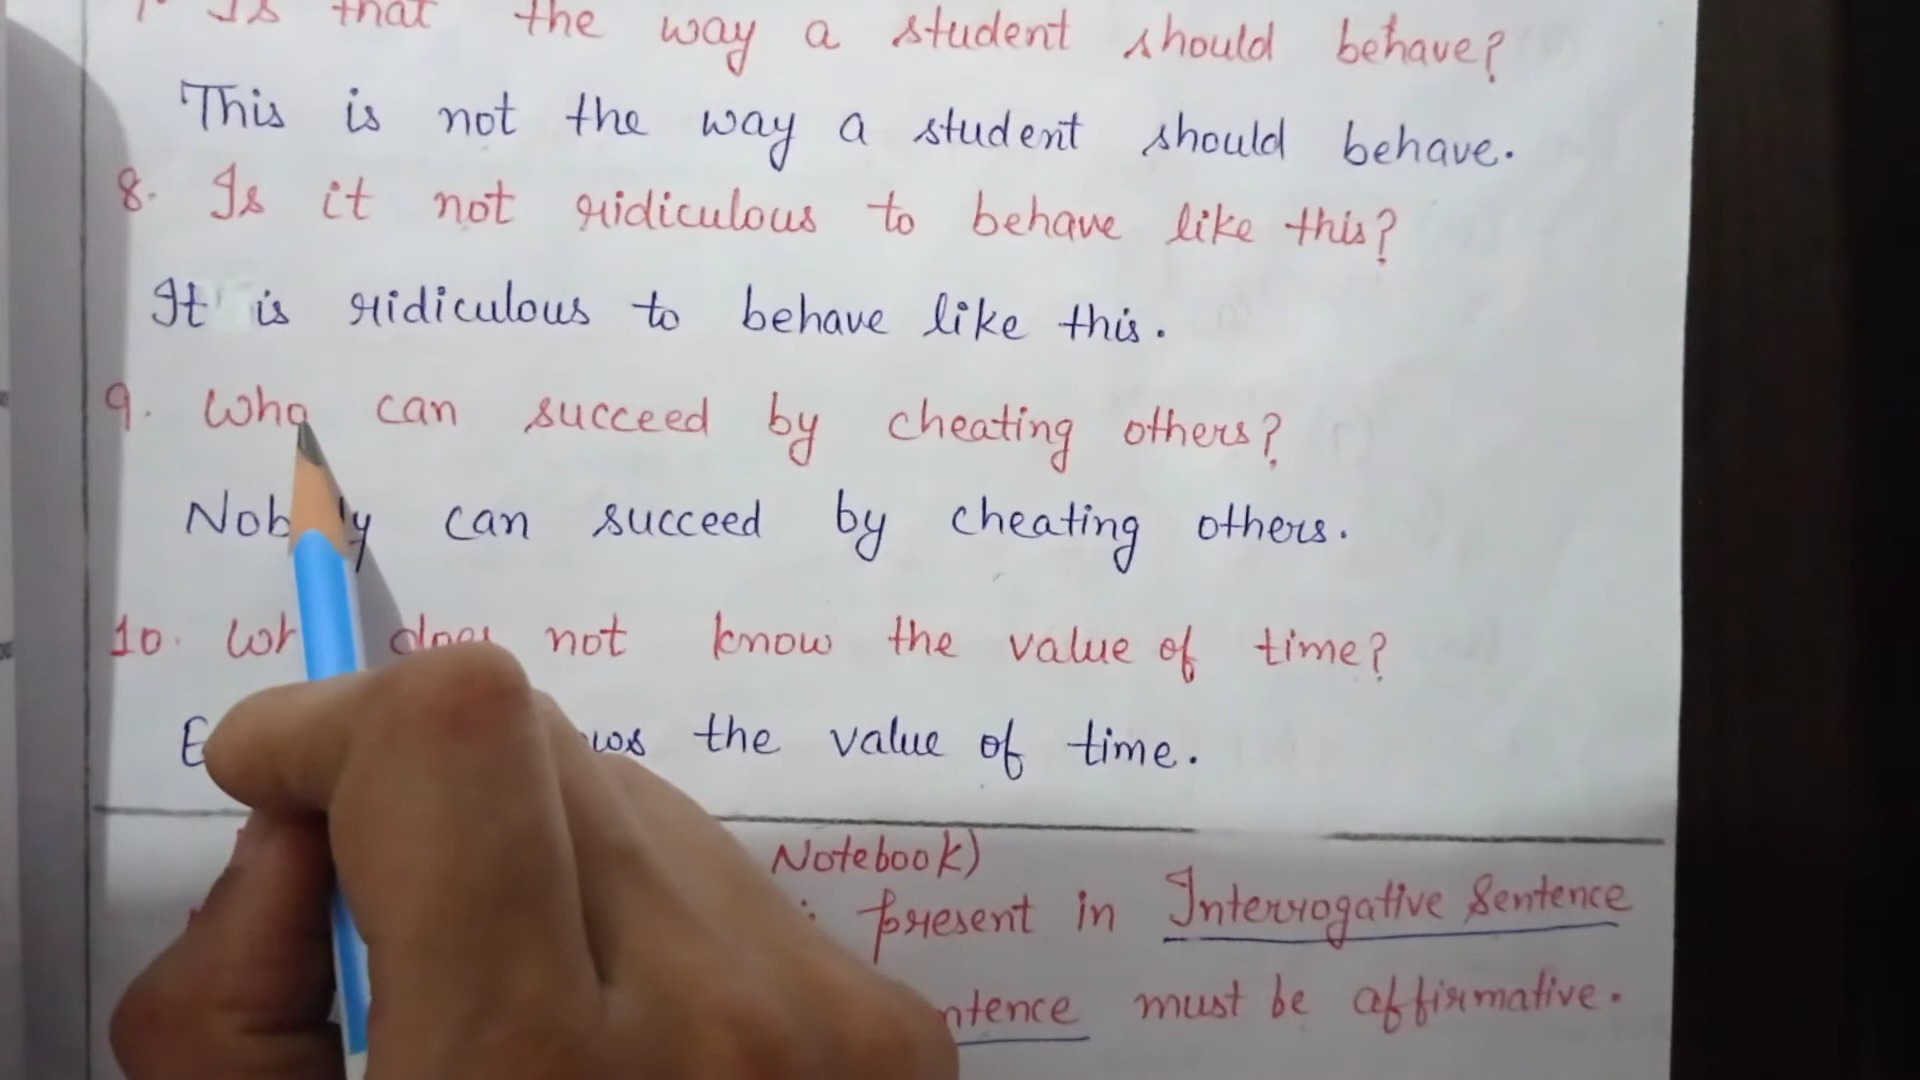 Is that the way a student should behave?
This is not the way a student should behave.
8. Is it not ridiculous to behave like this?
It is ridiculous to behave like this.
9. Who can succeed by cheating others?
can succeed by cheating others.
10. not know the value of time?
the value of time.
Notebook)
present in Interrogative Sentence
must be affirmative.